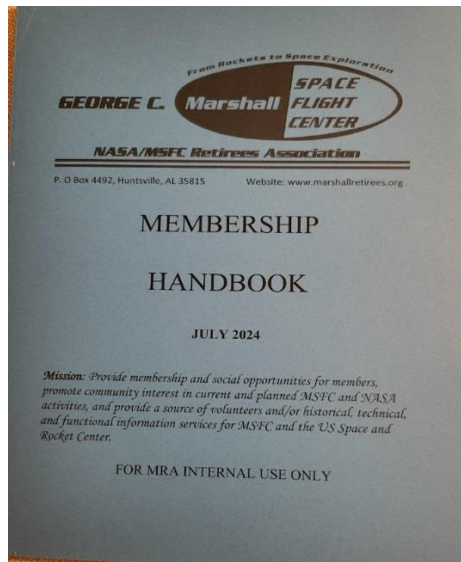 From Rockets to Space Exploration
GEORGE C. Marshall SPACE FLIGHT CENTER
NASA/MSFC Retirees Association
P. O Box 4492, Huntsville, AL 35815 Website: www.marshallretirees.org
MEMBERSHIP
HANDBOOK
JULY 2024
Mission: Provide membership and social opportunities for members,
promote community interest in current and planned MSFC and NASA
activities, and provide a source of volunteers and/or historical, technical,
and functional information services for MSFC and the US Space and
Rocket Center.
FOR MRA INTERNAL USE ONLY